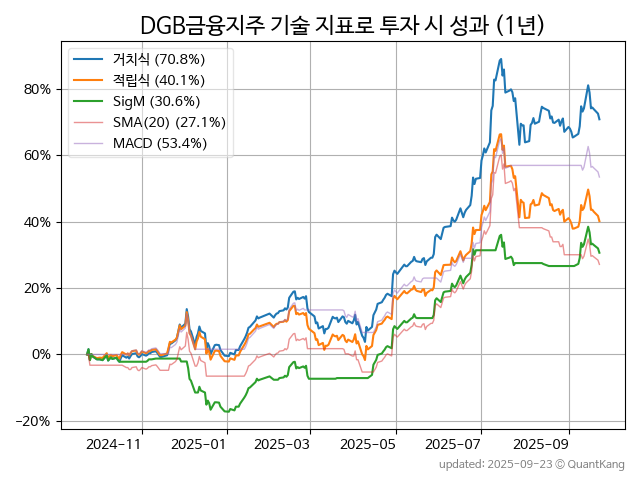 DGB금융지주 기술 지표로 투자 시 성과 (1년)
거치식 (70.8%)
적립식 (40.1%)
SigM (30.6%)
SMA(20) (27.1%)
MACD (53.4%)
80%
60%
40%
20%
0%
−20%
2024-11 2025-01 2025-03 2025-05 2025-07 2025-09
updated: 2025-09-23 ⓒ QuantKang